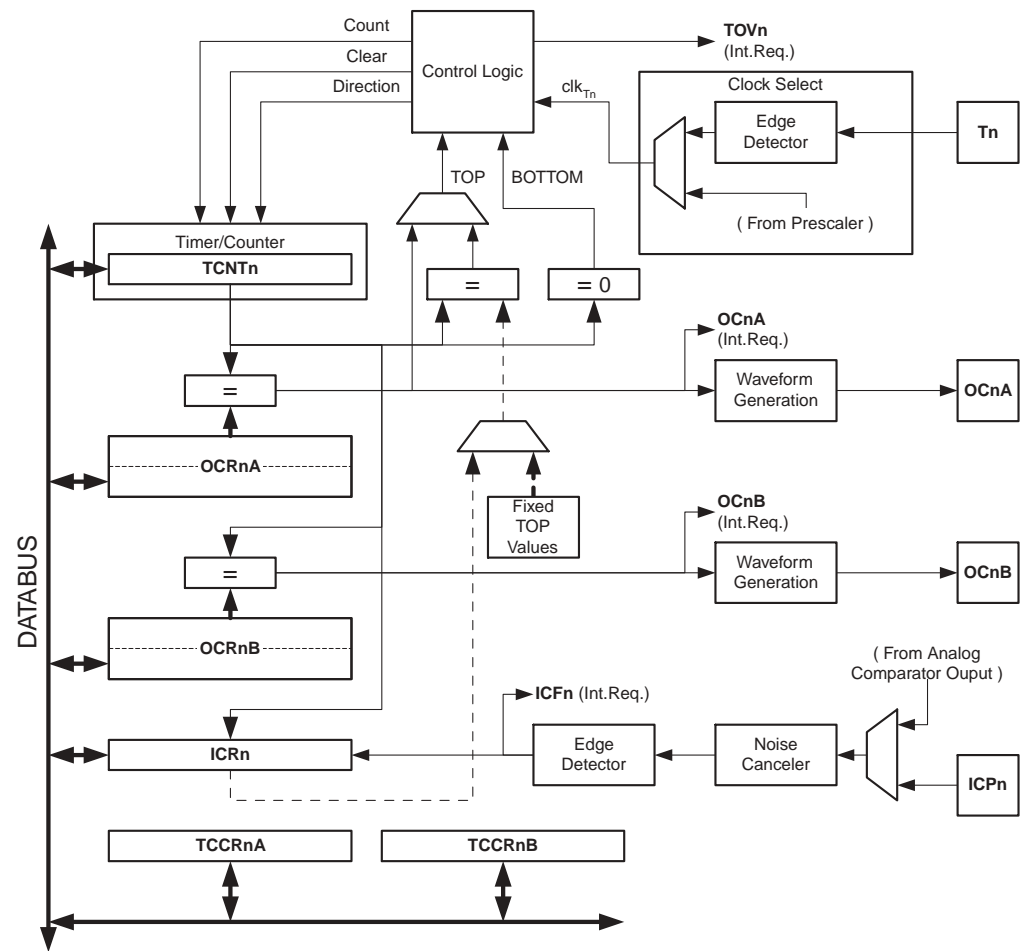 Count
Clear
Direction
Control Logic
TOVn
(Int.Req.)
clkTn
Clock Select
Edge
Detector
Tn
( From Prescaler )
TOP
BOTTOM
Timer/Counter
TCNTn
=
= 0
OCnA
(Int.Req.)
=
Waveform
Generation
OCnA
OCRnA
Fixed
TOP
Values
OCnB
(Int.Req.)
=
Waveform
Generation
OCnB
OCRnB
DATABUS
( From Analog
Comparator Ouput )
ICFn (Int.Req.)
ICRn
Edge
Detector
Noise
Canceler
ICPn
TCCRnA
TCCRnB